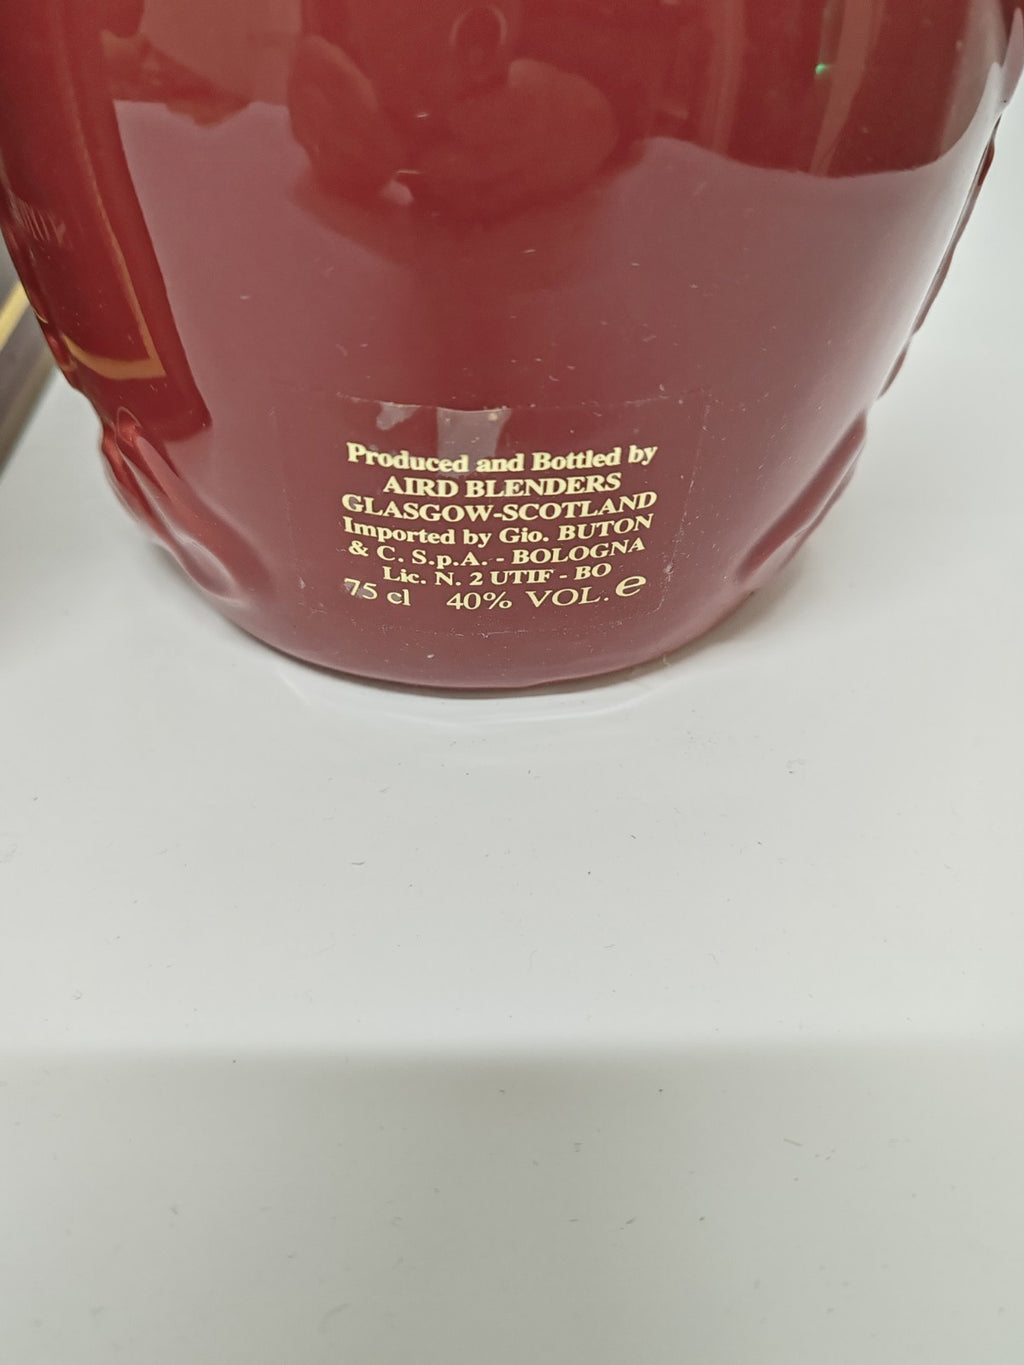 Produced and Bottled by
AIRD BLENDERS
GLASGOW-SCOTLAND
Imported by Gio. BUTON
& C. S.p.A. - BOLOGNA
Lic. N. 2 UTIF - BO
75 cl 40% VOL. e